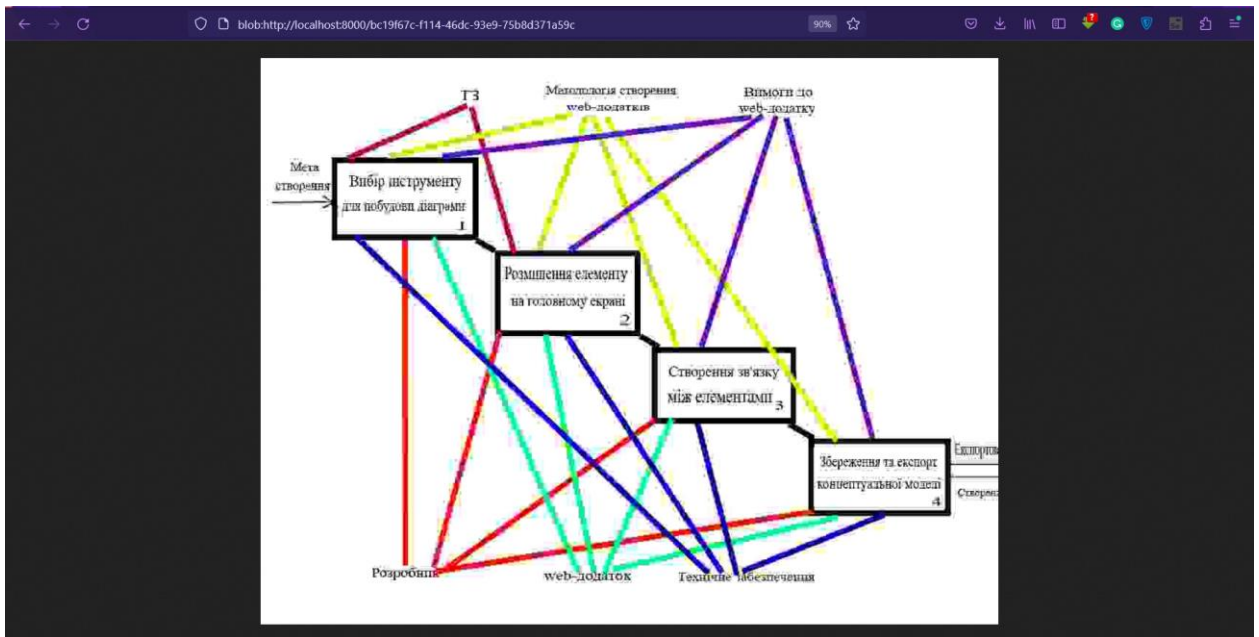 blob:http://localhost:8000/bc19f67c-f114-46dc-93e9-75b8d371a59c
90%
ТЗ
Методологія створення
web-додатків
Вимоги до
web-додатку
Мета
створення
Вибір інструменту
для побудови діаграми
1
Розміщення елементу
на головному екрані
2
Створення зв'язку
між елементами
3
Збереження та експорт
концептуальної моделі
4
Розробник
web-додаток
Технічне забезпечення